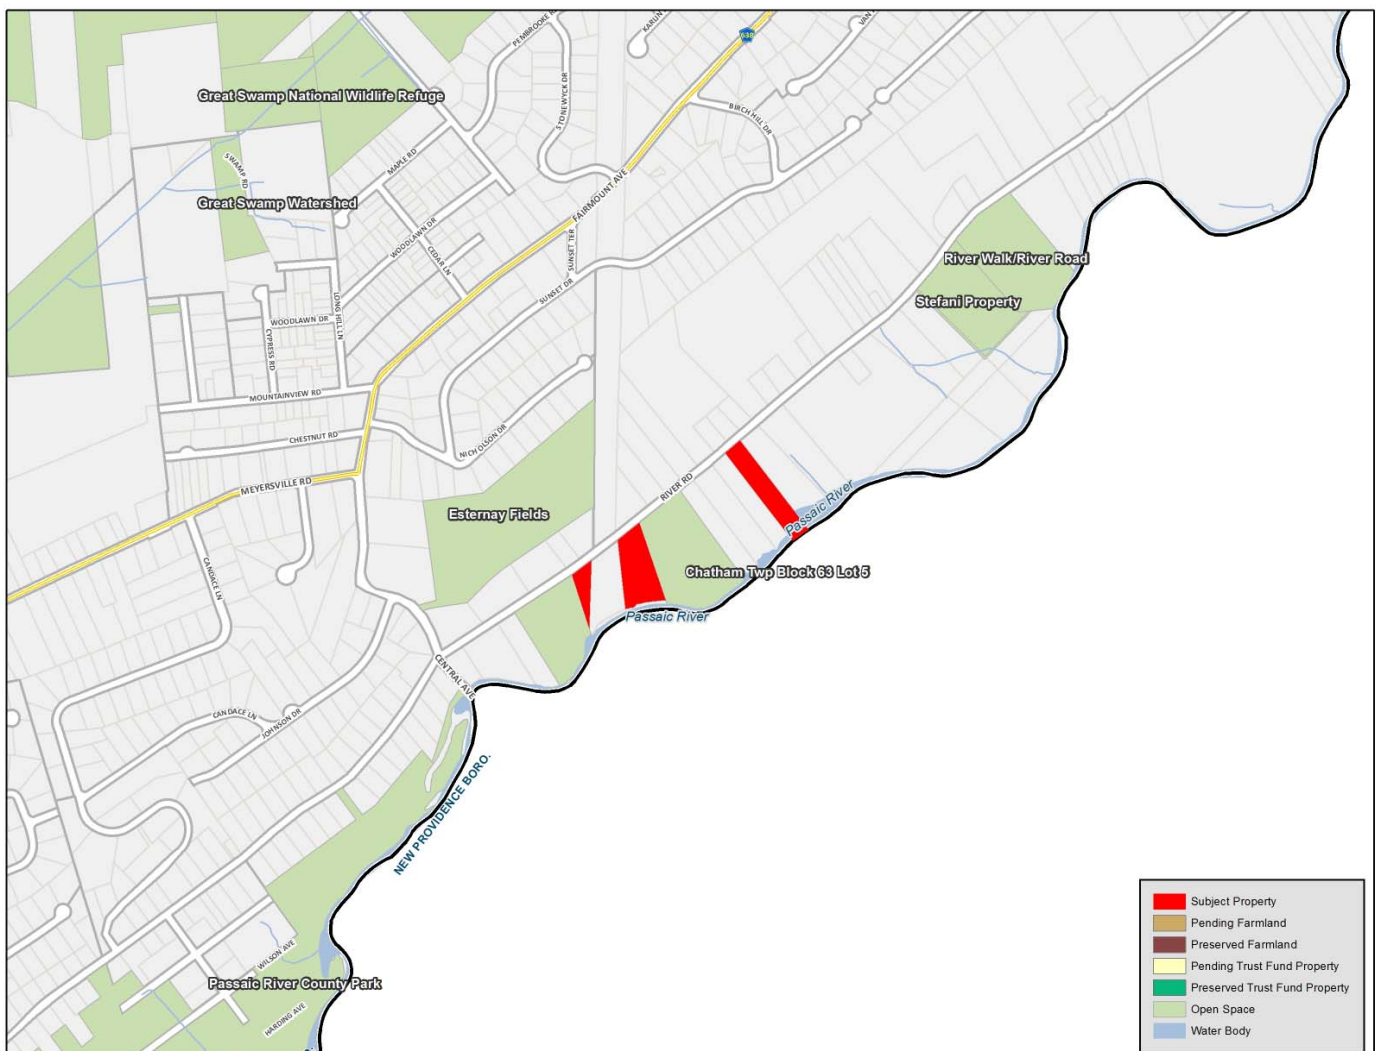 PEMBROOKE R
KARLIN
VAN
638
Great Swamp National Wildlife Refuge
STONEWYCK DR
BIRCH HILL DR
MAPLE RD
SWAMP RD
Great Swamp Watershed
FAIRMOUNT AVE
WOODLAWN DR
CEDAR LN
SUNSET TER
River Walk/River Road
SUNSET DR
Stefani Property
LONG HILL LN
WOODLAWN DR
CYPRESS RD
MOUNTAINVIEW RD
CHESTNUT RD
NICHOLSON DR
MEYERSVILLE RD
RIVER RD
Passaic River
Esternay Fields
CANDACE LN
Chatham Twp Block 63 Lot 5
Passaic River
CENTRAL AVE
CANDACE LN
JOHNSON DR
NEW PROVIDENCE BORO.
WILSON AVE
Passaic River County Park
HARDING AVE
O.
Subject Property
Pending Farmland
Preserved Farmland
Pending Trust Fund Property
Preserved Trust Fund Property
Open Space
Water Body